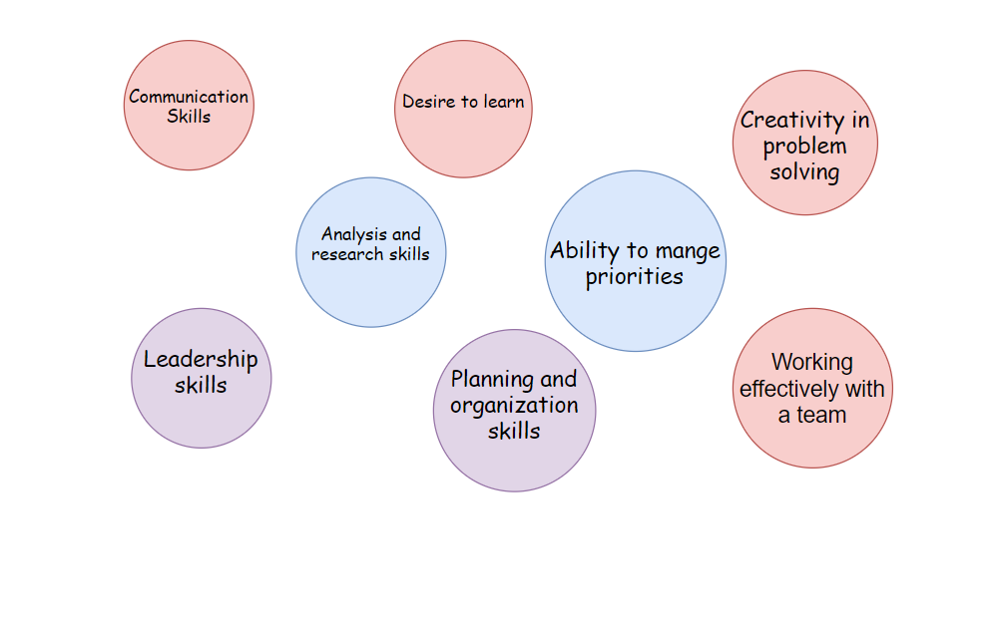 Communication
Skills
Desire to learn
Creativity in
problem
solving
Analysis and
research skills
Ability to mange
priorities
Leadership
skills
Planning and
organization
skills
Working
effectively with
a team